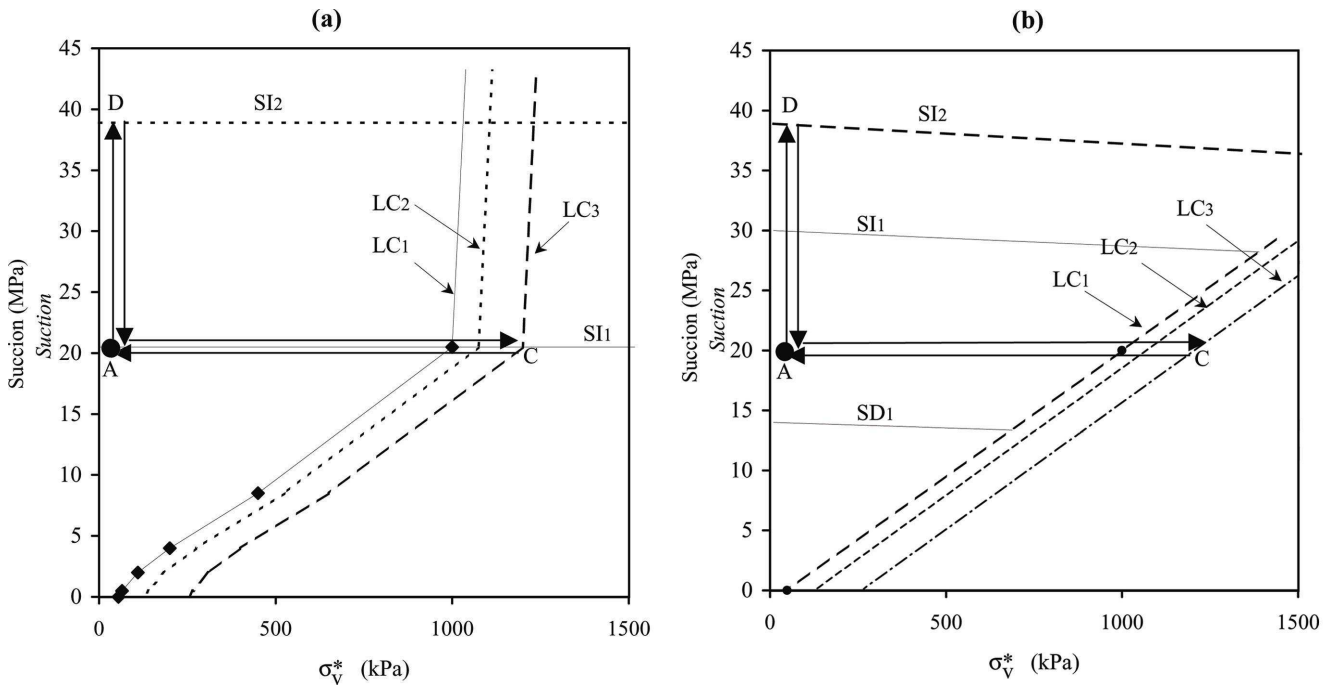 (a)
45
40
35
30
25
20
15
10
5
0
Succion (MPa)
Suction
D
SI2
LC2
LC1
LC3
SI1
A
C
0
500
1000
1500
σv* (kPa)
(b)
45
40
35
30
25
20
15
10
5
0
Succion (MPa)
Suction
D
SI2
SI1
LC3
LC2
LC1
A
C
SD1
0
500
1000
1500
σv* (kPa)